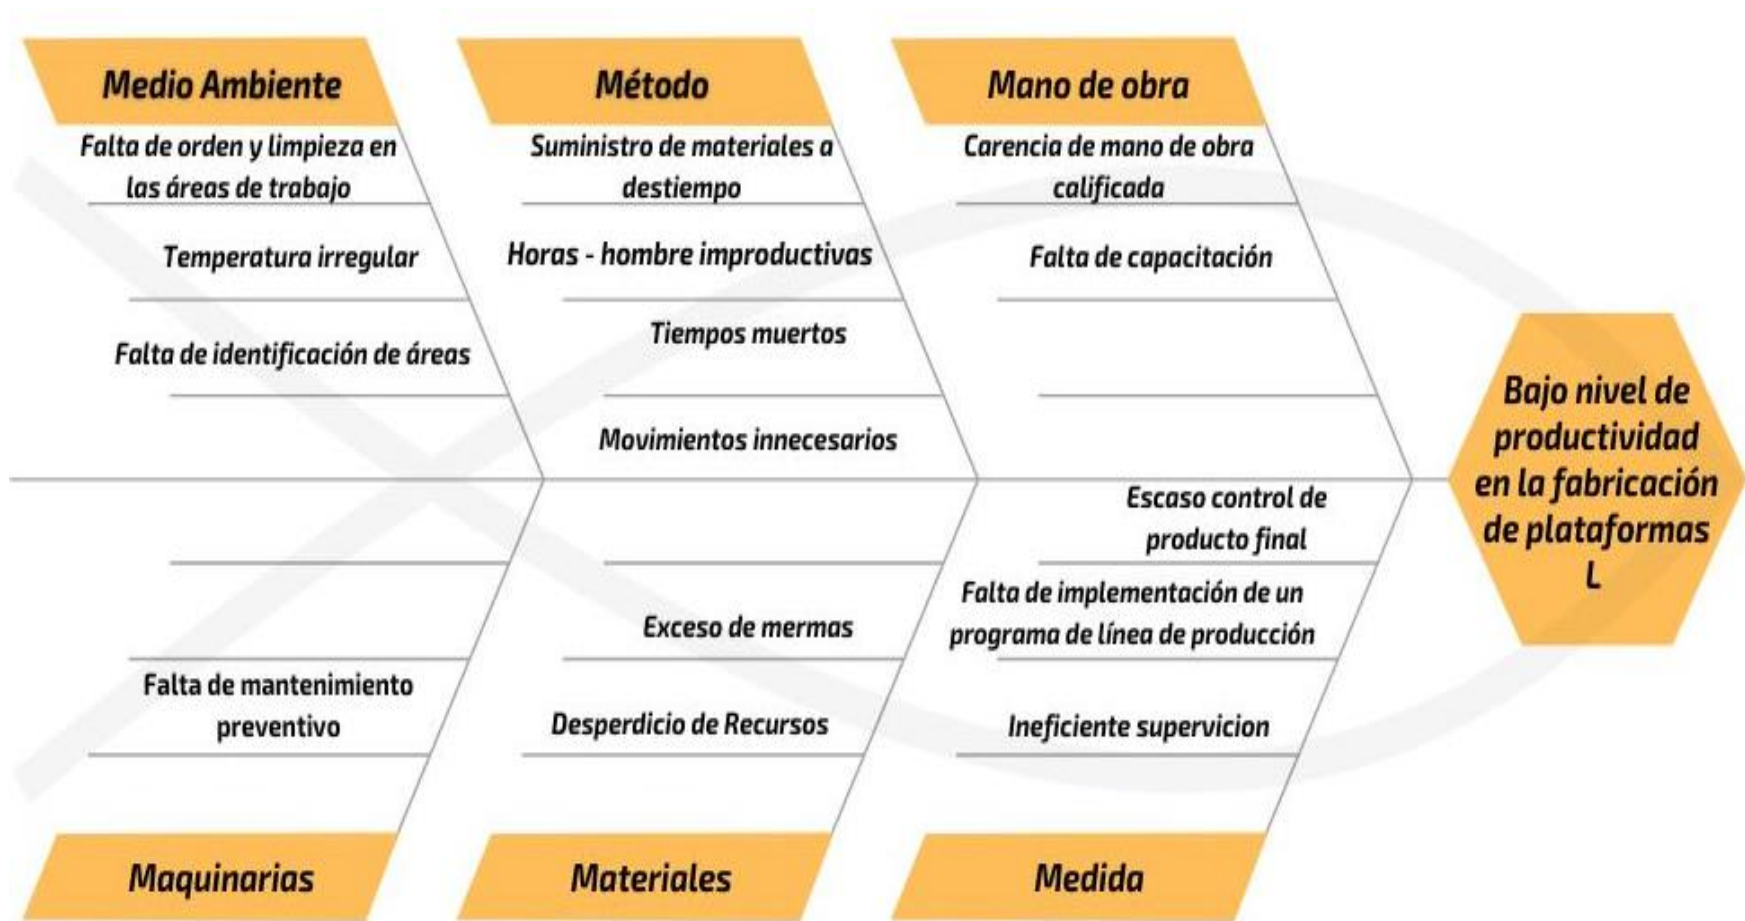 Medio Ambiente
Falta de orden y limpieza en
las áreas de trabajo
Temperatura irregular
Falta de identificación de áreas
Método
Suministro de materiales a
destiempo
Horas - hombre improductivas
Tiempos muertos
Movimientos innecesarios
Mano de obra
Carencia de mano de obra
calificada
Falta de capacitación
Falta de mantenimiento
preventivo
Maquinarias
Exceso de mermas
Desperdicio de Recursos
Materiales
Escaso control de
producto final
Falta de implementación de un
programa de línea de producción
Ineficiente supervicion
Medida
Bajo nivel de
productividad
en la fabricación
de plataformas
L